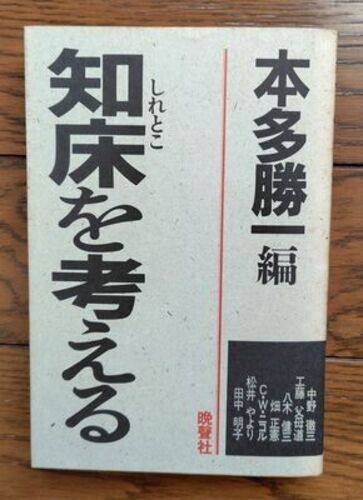 本多勝一編
しれとこ
知床を考える
中野 徹三
工藤 父母道
八木 健三
畑 正憲
C・W・ニコル
松井 やより
田中 明子
晩聲社